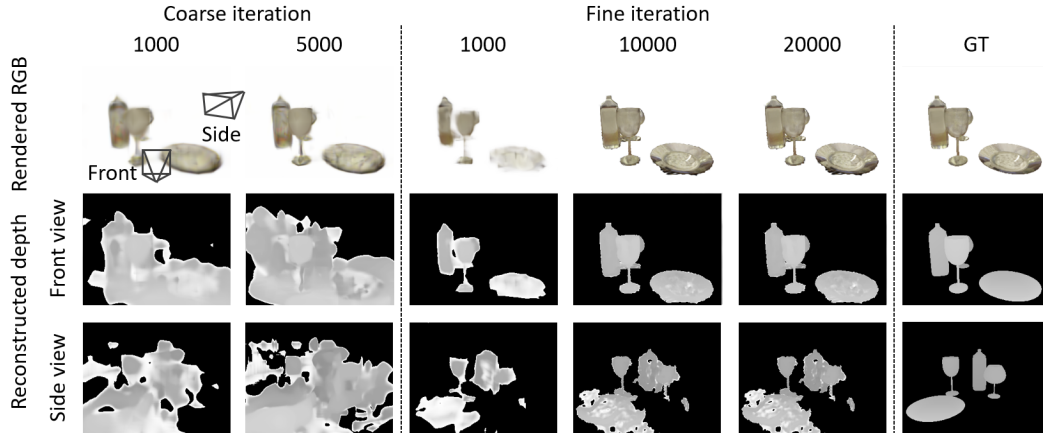 Coarse iteration
Fine iteration
1000
5000
1000
10000
20000
GT
Rendered RGB
Side
Front
Reconstructed depth
Front view
Side view